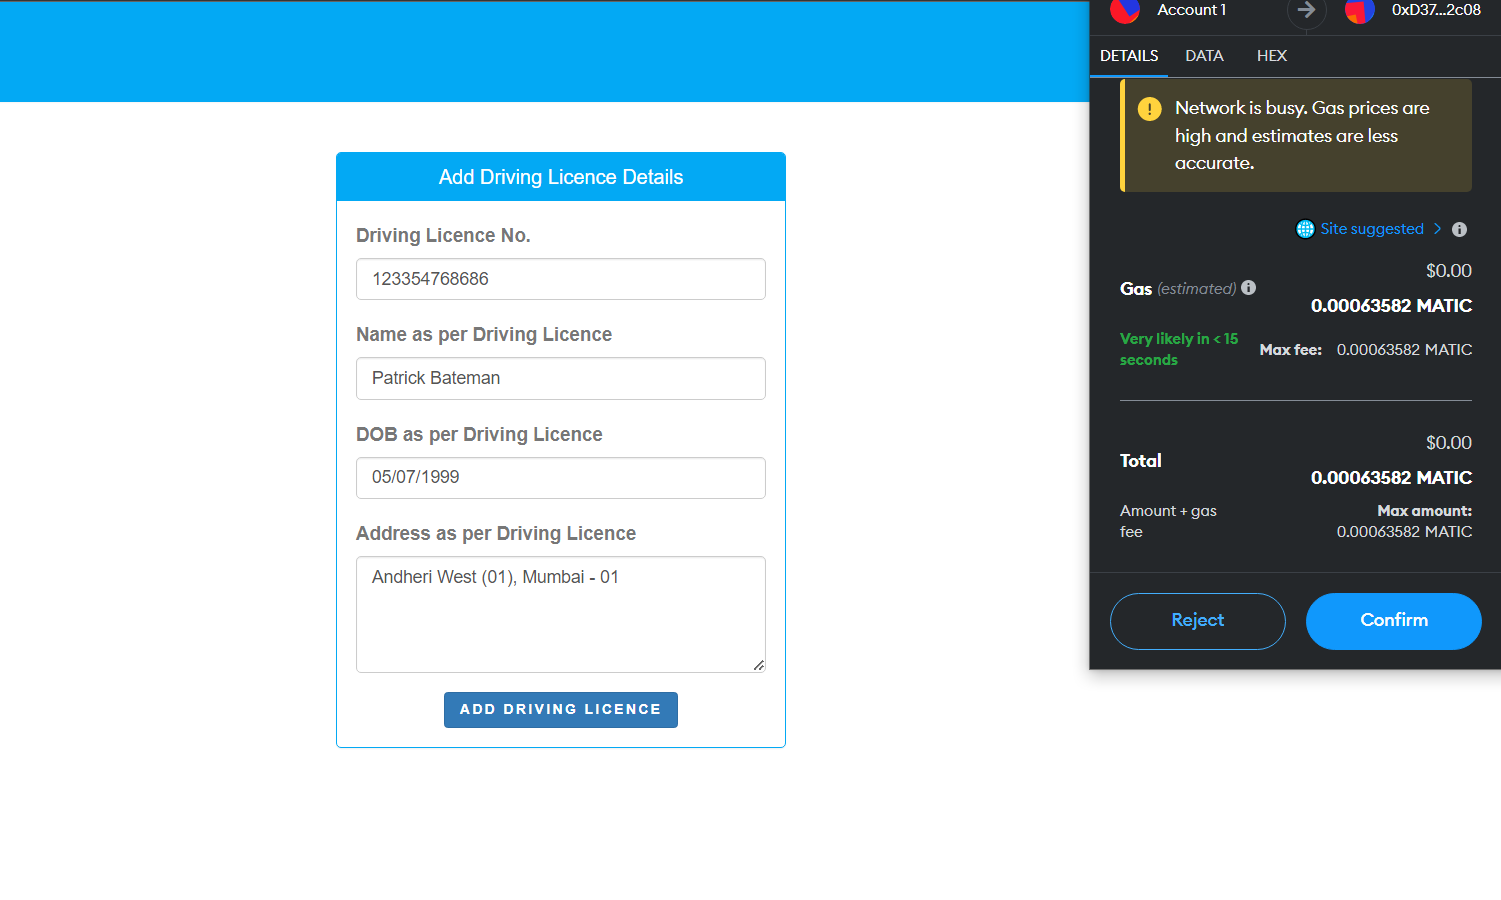 Add Driving Licence Details
Driving Licence No.
123354768686
Name as per Driving Licence
Patrick Bateman
DOB as per Driving Licence
05/07/1999
Address as per Driving Licence
Andheri West (01), Mumbai - 01
ADD DRIVING LICENCE
Account 1
0xD37...2c08
DETAILS DATA HEX
Network is busy. Gas prices are
high and estimates are less
accurate.
Site suggested
$0.00
Gas (estimated)
0.00063582 MATIC
Very likely in < 15
seconds
Max fee: 0.00063582 MATIC
$0.00
Total
0.00063582 MATIC
Amount + gas
fee
Max amount:
0.00063582 MATIC
Reject
Confirm